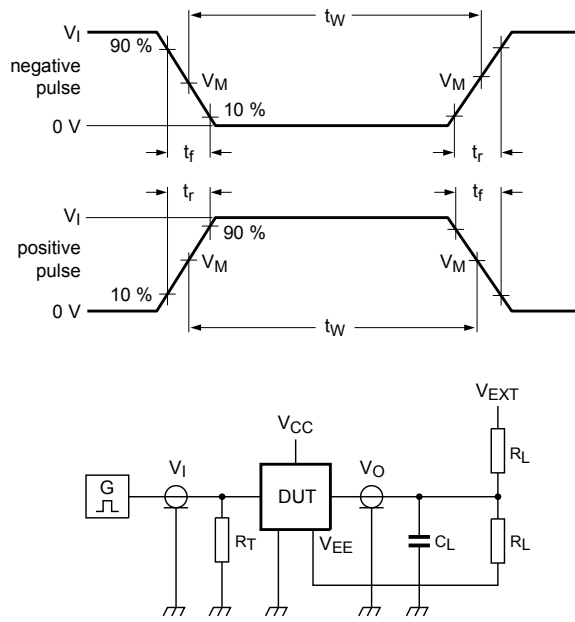 V_I
t_W
90 %
negative
pulse
V_M
V_M
10 %
0 V
t_f
t_r
t_r
t_f
V_I
90 %
positive
pulse
V_M
V_M
10 %
0 V
t_W
V_EXT
V_CC
R_L
V_I
V_O
G
DUT
R_T
V_EE
C_L
R_L